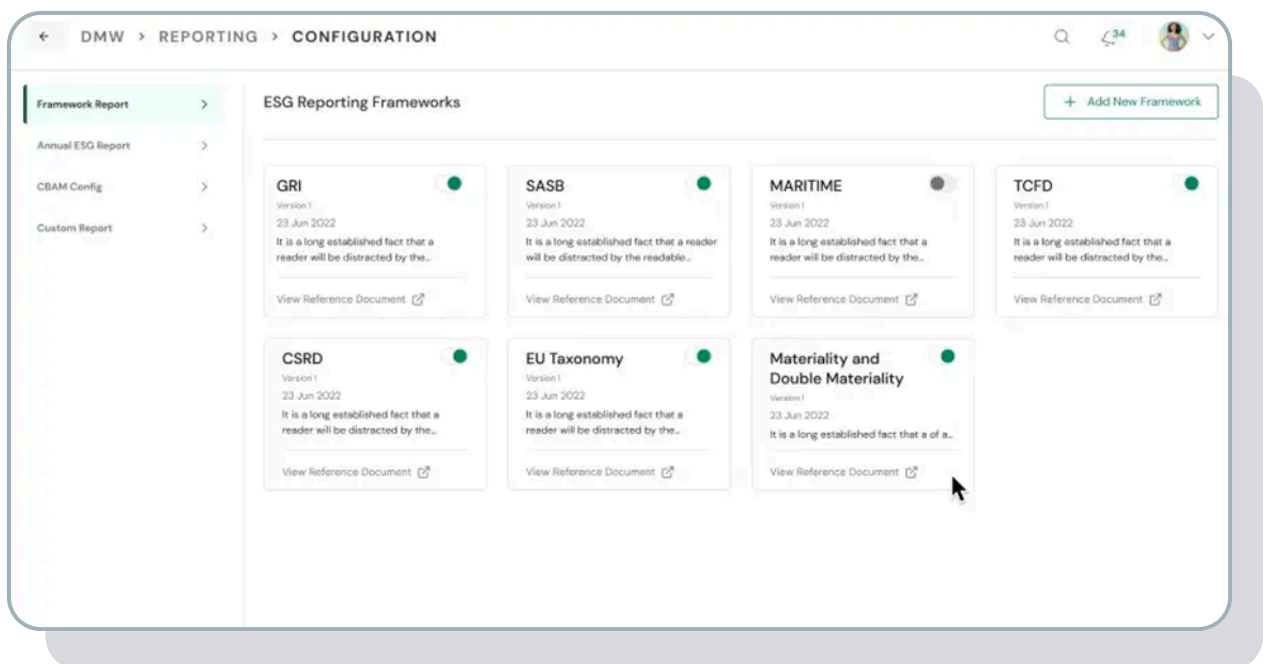 DMW > REPORTING > CONFIGURATION
34
Framework Report
Annual ESG Report
CBAM Config
Custom Report
ESG Reporting Frameworks
+ Add New Framework
GRI
Version 1
23 Jun 2022
It is a long established fact that a
reader will be distracted by the...
View Reference Document
SASB
Version 1
23 Jun 2022
It is a long established fact that a reader
will be distracted by the readable...
View Reference Document
MARITIME
Version 1
23 Jun 2022
It is a long established fact that a
reader will be distracted by the...
View Reference Document
TCFD
Version 1
23 Jun 2022
It is a long established fact that a
reader will be distracted by the...
View Reference Document
CSRD
Version 1
23 Jun 2022
It is a long established fact that a
reader will be distracted by the...
View Reference Document
EU Taxonomy
Version 1
23 Jun 2022
It is a long established fact that a
reader will be distracted by the...
View Reference Document
Materiality and
Double Materiality
Version 1
23 Jun 2022
It is a long established fact that a of a...
View Reference Document